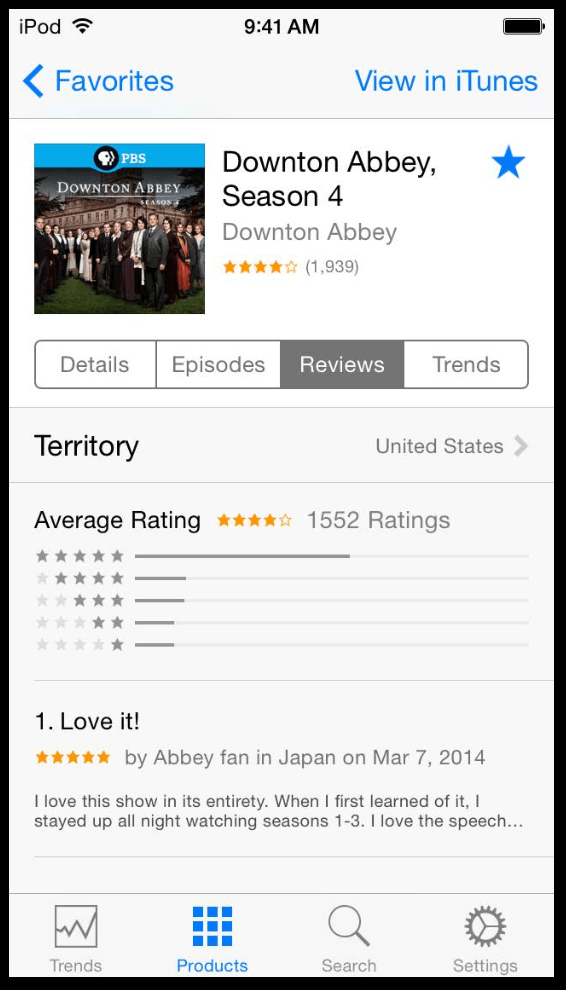 iPod 9:41 AM
Favorites View in iTunes
PBS
DOWNTON ABBEY
SEASON 4
Downton Abbey,
Season 4
Downton Abbey
(1,939)
Details Episodes Reviews Trends
Territory United States
Average Rating 1552 Ratings
1. Love it!
by Abbey fan in Japan on Mar 7, 2014
I love this show in its entirety. When I first learned of it, I
stayed up all night watching seasons 1-3. I love the speech...
Trends Products Search Settings